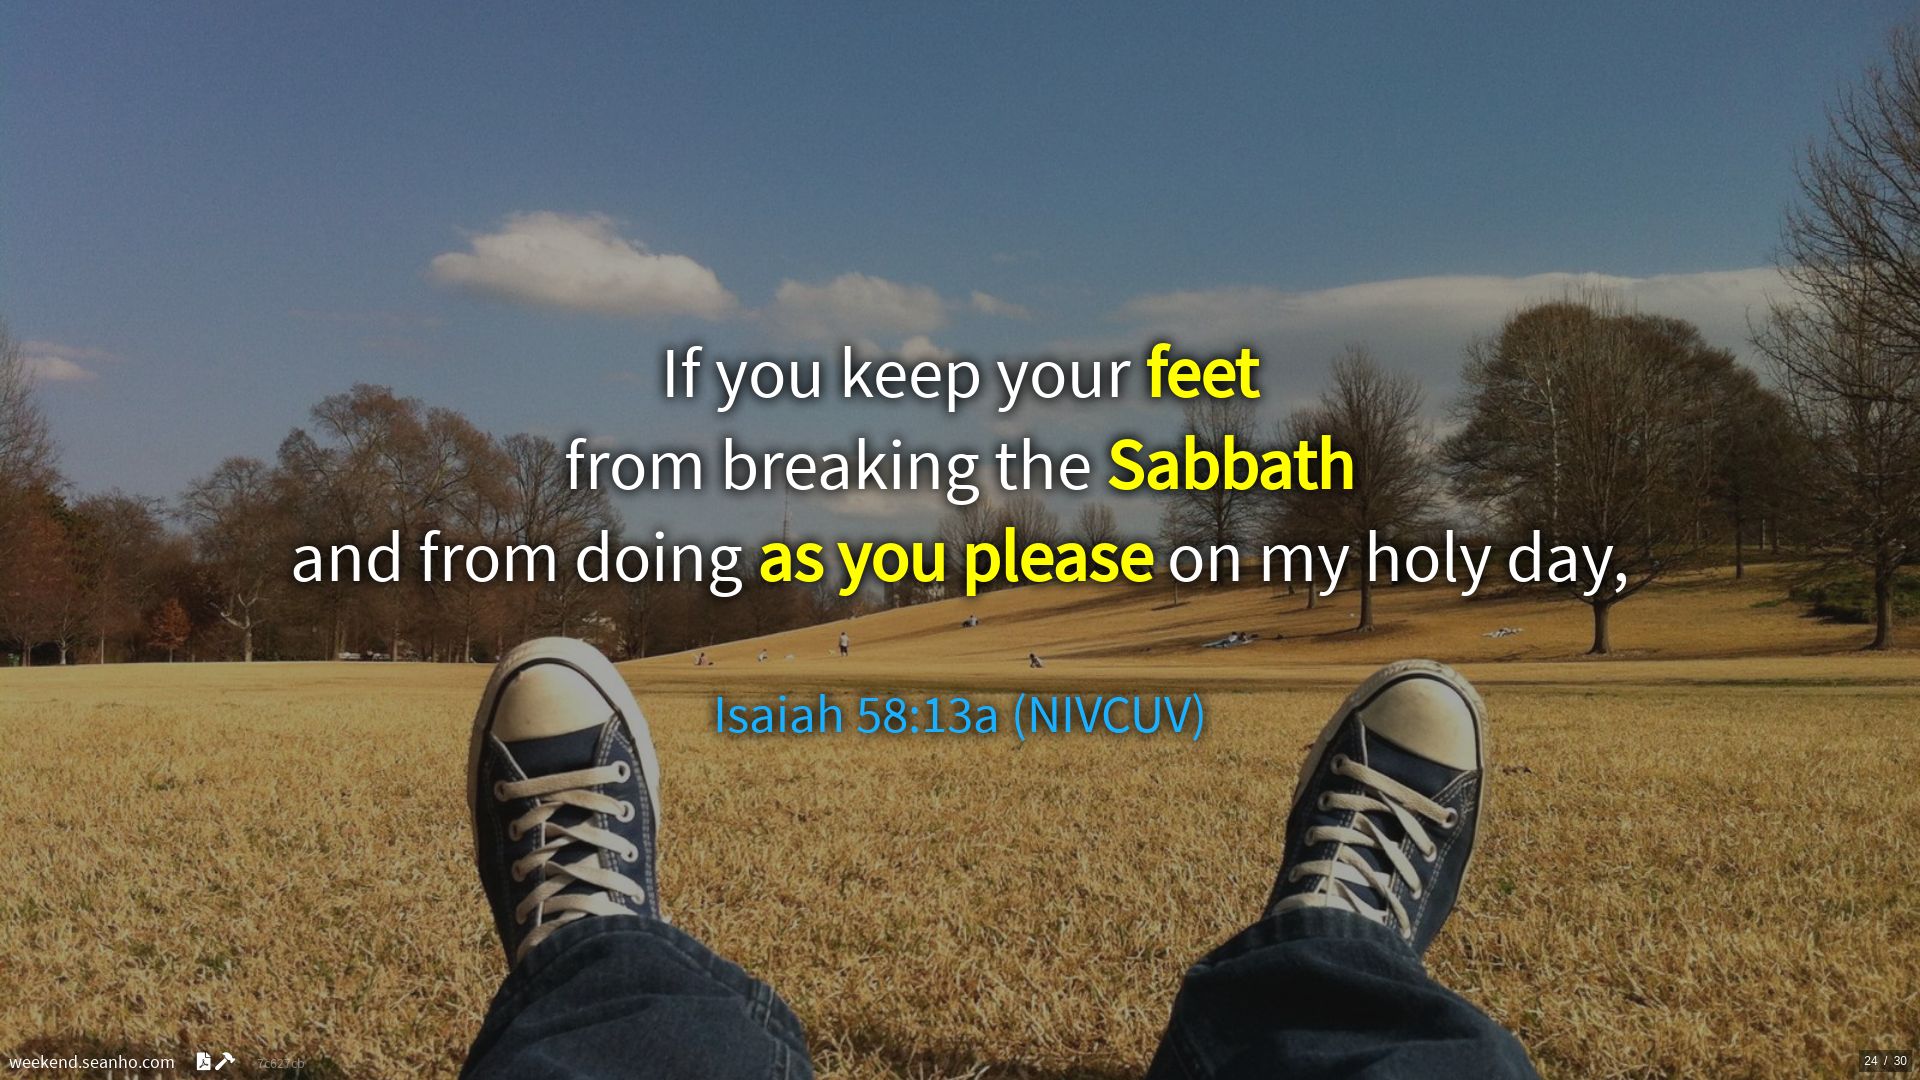 If you keep your feet
from breaking the Sabbath
and from doing as you please on my holy day,
Isaiah 58:13a (NIVCUV)
weekend.seanho.com
7c627cb
24 / 30